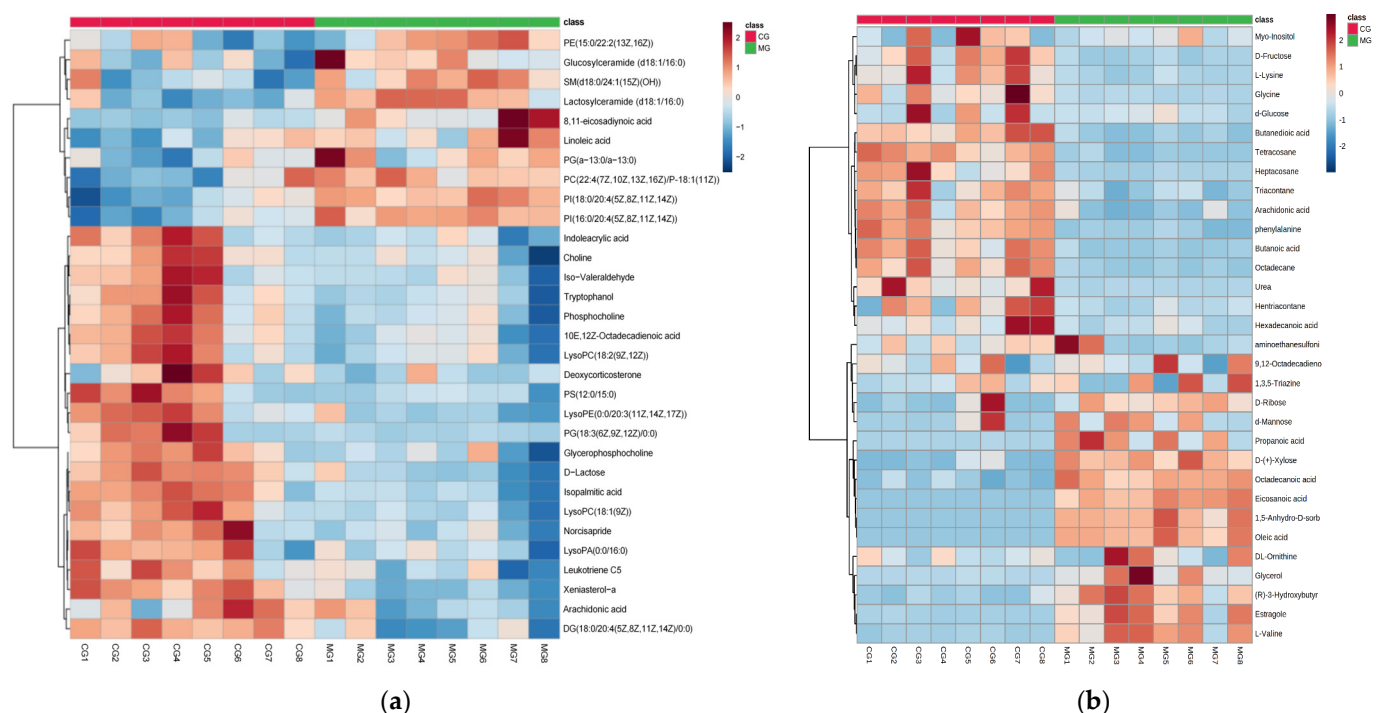 class
PE(15:0/22:2(13Z,16Z))
Glucosylceramide (d18:1/16:0)
SM(d18:0/24:1(15Z)(OH)
Lactosylceramide (d18:1/16:0)
8,11-eicosadiynoic acid
Linoleic acid
PG(a-13:0/a-13:0)
PC(22:4(7Z,10Z,13Z,16Z)/P-18:1(11Z))
PI(18:0/20:4(5Z,8Z,11Z,14Z))
PI(16:0/20:4(5Z,8Z,11Z,14Z))
Indoleacrylic acid
Choline
Iso-Valeraldehyde
Tryptophanol
Phosphocholine
10E,12Z-Octadecadienoic acid
LysoPC(18:2(9Z,12Z))
Deoxycorticosterone
PS(12:0/15:0)
LysoPE(0:0/20:3(11Z,14Z,17Z))
PG(18:3(6Z,9Z,12Z)/0:0)
Glycerophosphocholine
D-Lactose
Isopalmitic acid
LysoPC(18:1(9Z))
Norcisapride
LysoPA(0:0/16:0)
Leukotriene C5
Xeniasterol-a
Arachidonic acid
DG(18:0/20:4(5Z,8Z,11Z,14Z)/0:0)
CG1 CG2 CG3 CG4 CG5 CG6 CG7 CG8 MG1 MG2 MG3 MG4 MG5 MG6 MG7 MG8
class
CG
MG
2
1
0
-1
-2
(a)
class
Myo-Inositol
D-Fructose
L-Lysine
Glycine
d-Glucose
Butanedioic acid
Tetracosane
Heptacosane
Triacontane
Arachidonic acid
phenylalanine
Butanoic acid
Octadecane
Urea
Hentriacontane
Hexadecanoic acid
aminoethanesulfoni
9,12-Octadecadieno
1,3,5-Triazine
D-Ribose
d-Mannose
Propanoic acid
D-(+)-Xylose
Octadecanoic acid
Eicosanoic acid
1,5-Anhydro-D-sorb
Oleic acid
DL-Ornithine
Glycerol
(R)-3-Hydroxybutyr
Estragole
L-Valine
CG1 CG2 CG3 CG4 CG5 CG6 CG7 CG8 MG1 MG2 MG3 MG4 MG5 MG6 MG7 MG8
class
CG
MG
3
2
1
0
-1
-2
(b)